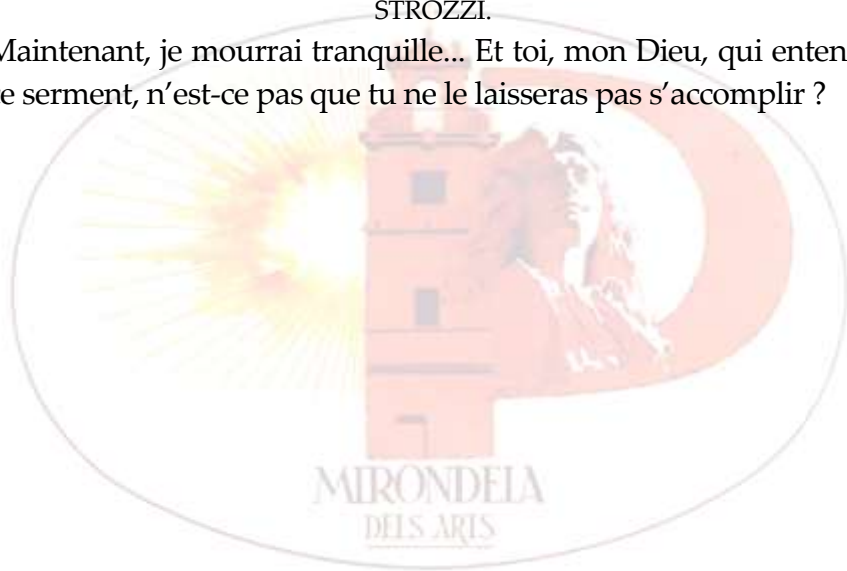 STROZZI.
Maintenant, je mourrai tranquille... Et toi, mon Dieu, qui enten
e serment, n’est-ce pas que tu ne le laisseras pas s’accomplir ?
MIRONDELA
DELS ARTS